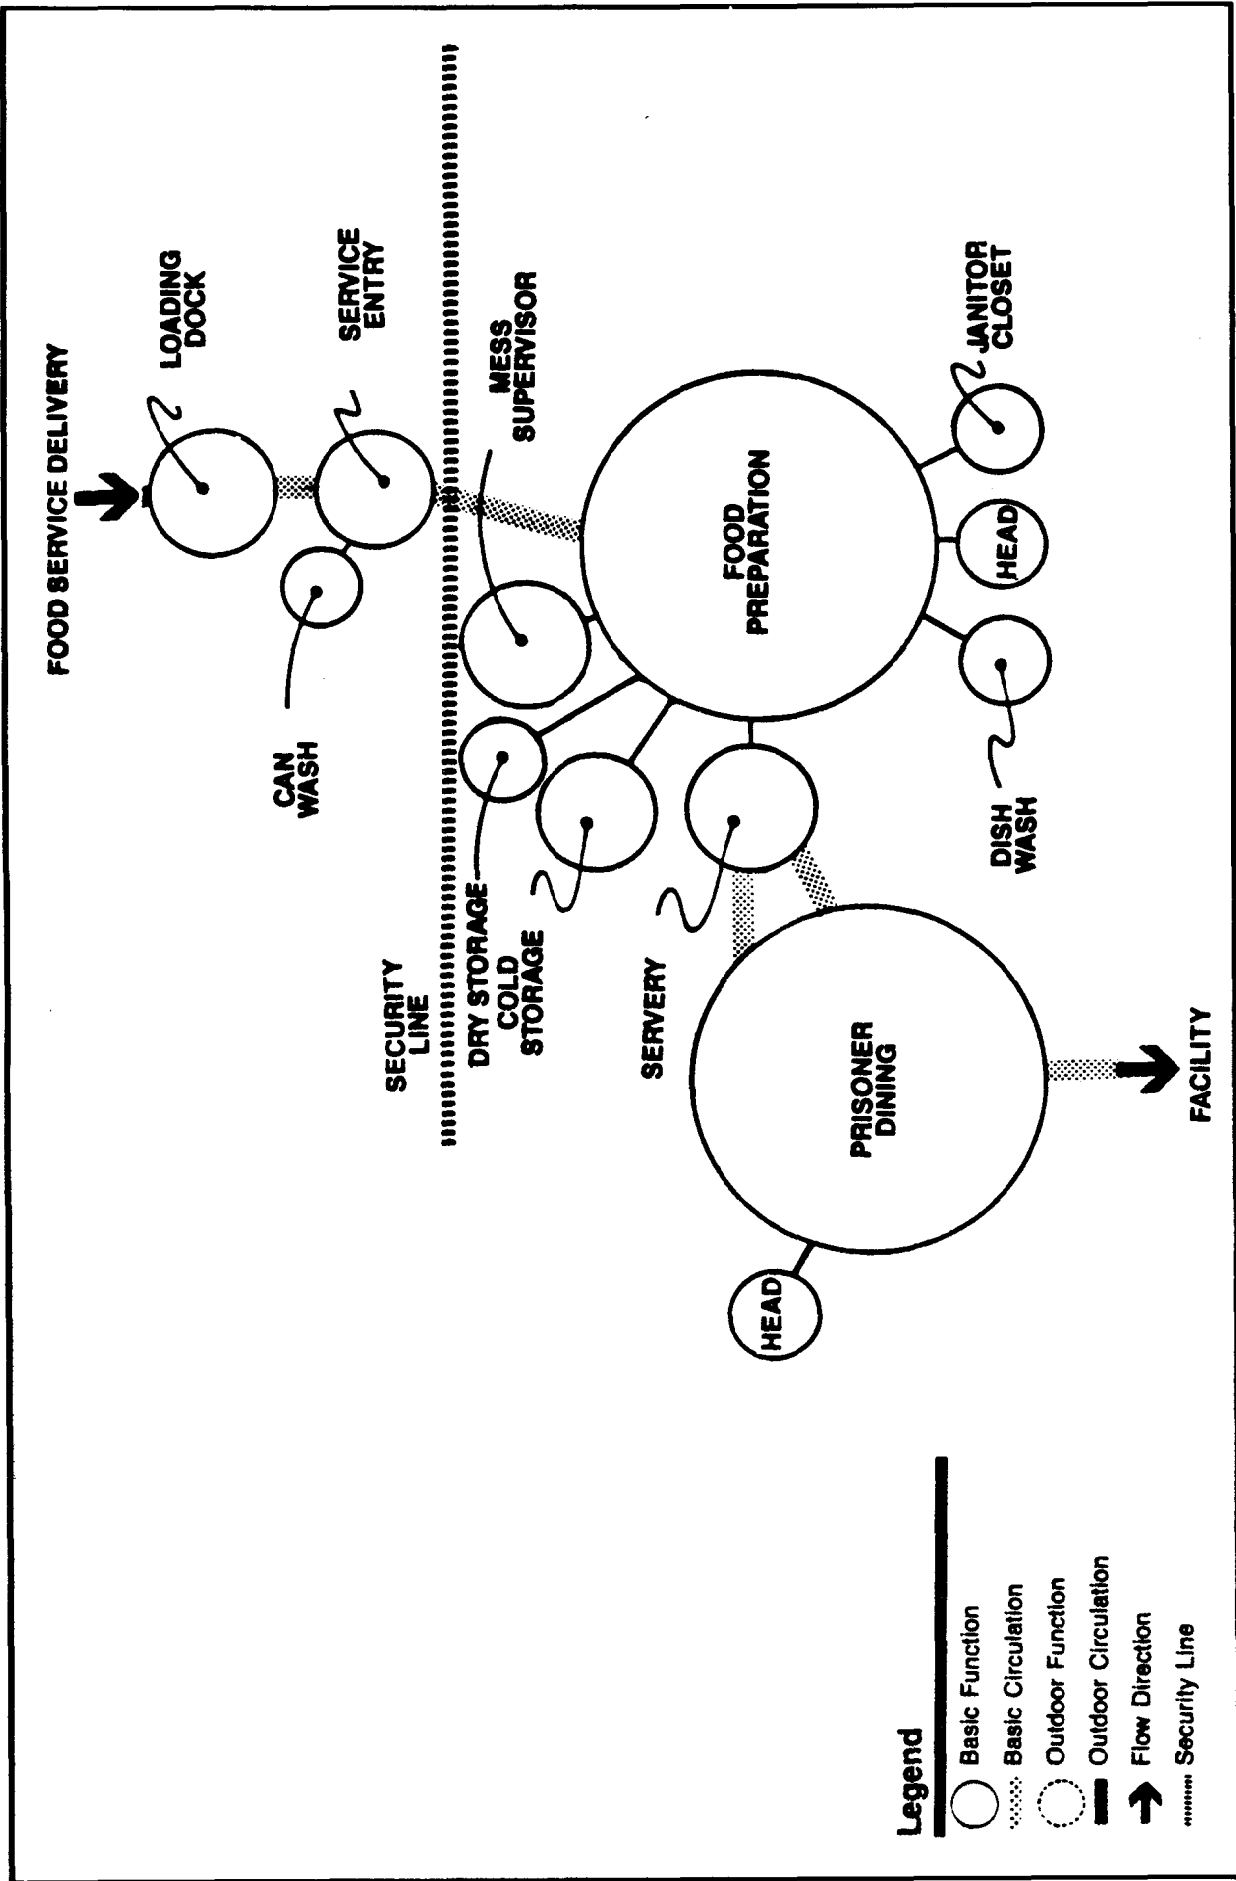 FOOD SERVICE DELIVERY
LOADING
DOCK
SERVICE
ENTRY
CAN
WASH
SECURITY
LINE
MESS
SUPERVISOR
DRY STORAGE
COLD
STORAGE
SERVERY
FOOD
PREPARATION
JANITOR
CLOSET
HEAD
DISH
WASH
PRISONER
DINING
HEAD
FACILITY
Legend
Basic Function
Basic Circulation
Outdoor Function
Outdoor Circulation
Flow Direction
Security Line